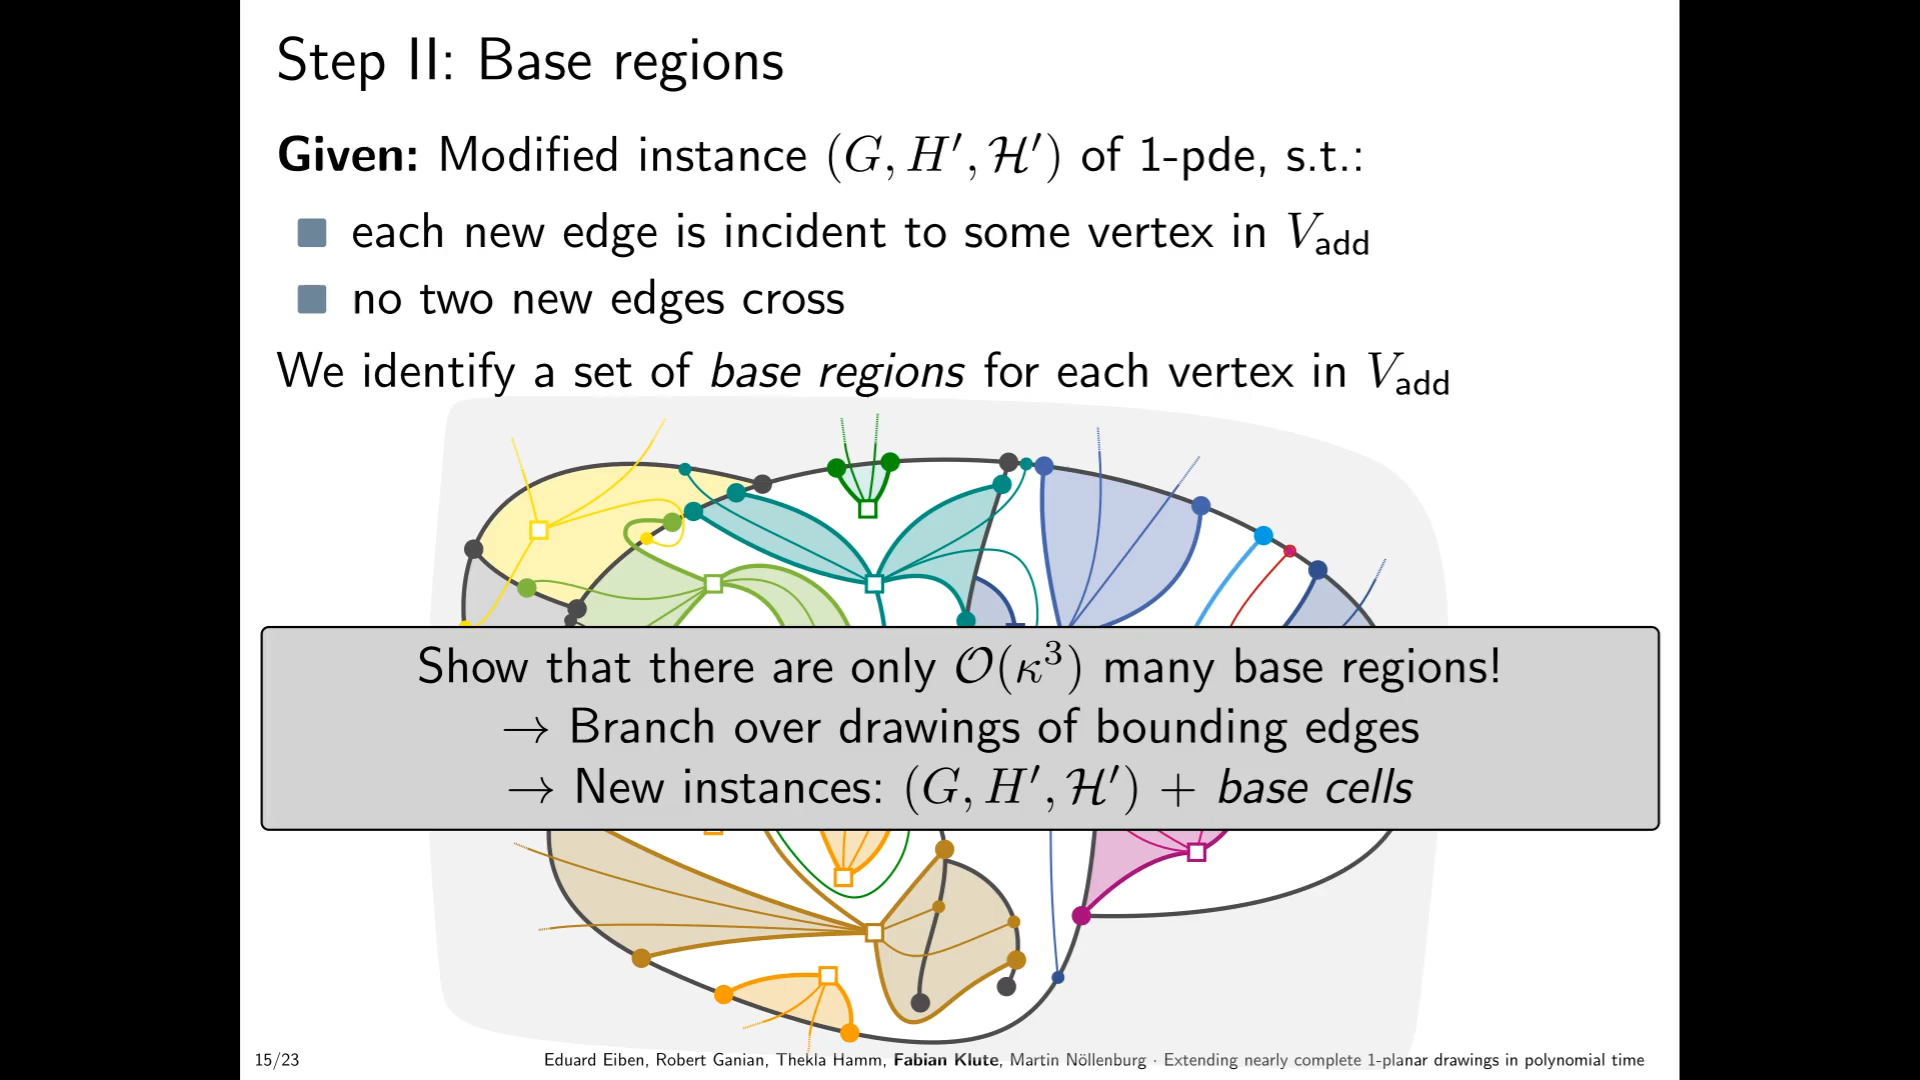 Step II: Base regions
Given: Modified instance (G, H′, ℋ′) of 1-pde, s.t.:
each new edge is incident to some vertex in V_add
no two new edges cross
We identify a set of base regions for each vertex in V_add
Show that there are only 𝒪(κ³) many base regions!
→ Branch over drawings of bounding edges
→ New instances: (G, H′, ℋ′) + base cells
15/23 Eduard Eiben, Robert Ganian, Thekla Hamm, Fabian Klute, Martin Nöllenburg · Extending nearly complete 1-planar drawings in polynomial time